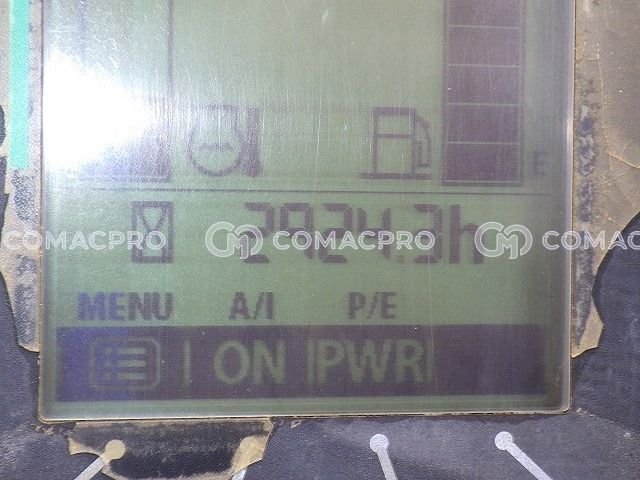 E
COMACPRO COMACPRO COMACPRO
2924.3h
MENU A/I P/E
ON PWR